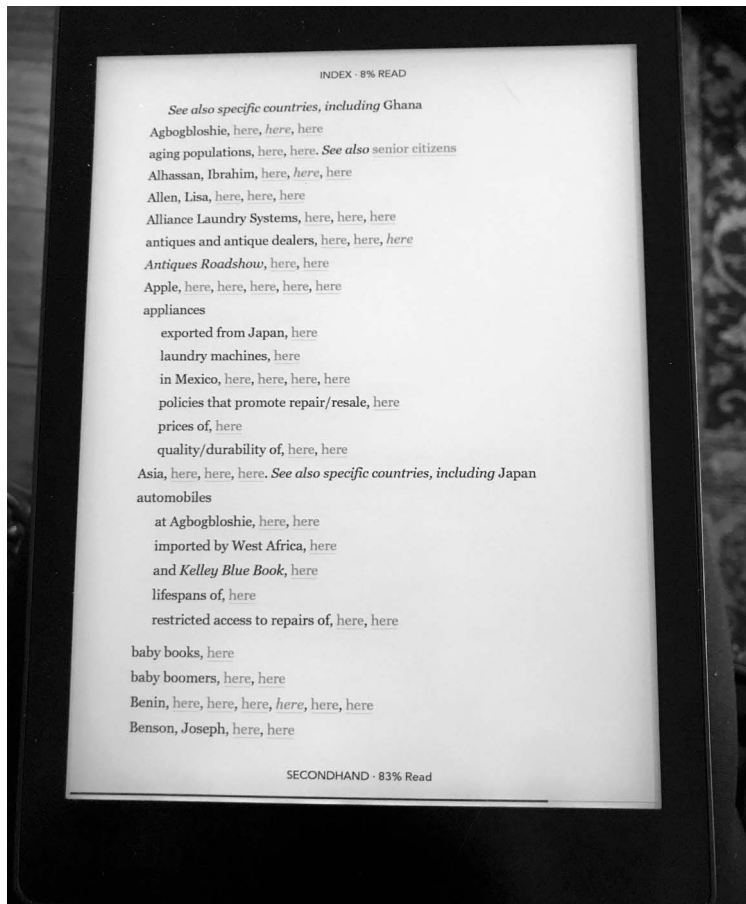 INDEX · 8% READ
See also specific countries, including Ghana
Agbogbloshie, here, here, here
aging populations, here, here. See also senior citizens
Alhassan, Ibrahim, here, here, here
Allen, Lisa, here, here, here
Alliance Laundry Systems, here, here, here
antiques and antique dealers, here, here, here
Antiques Roadshow, here, here
Apple, here, here, here, here, here
appliances
exported from Japan, here
laundry machines, here
in Mexico, here, here, here, here
policies that promote repair/resale, here
prices of, here
quality/durability of, here, here
Asia, here, here, here. See also specific countries, including Japan
automobiles
at Agbogbloshie, here, here
imported by West Africa, here
and Kelley Blue Book, here
lifespans of, here
restricted access to repairs of, here, here
baby books, here
baby boomers, here, here
Benin, here, here, here, here, here, here
Benson, Joseph, here, here
SECONDHAND · 83% Read